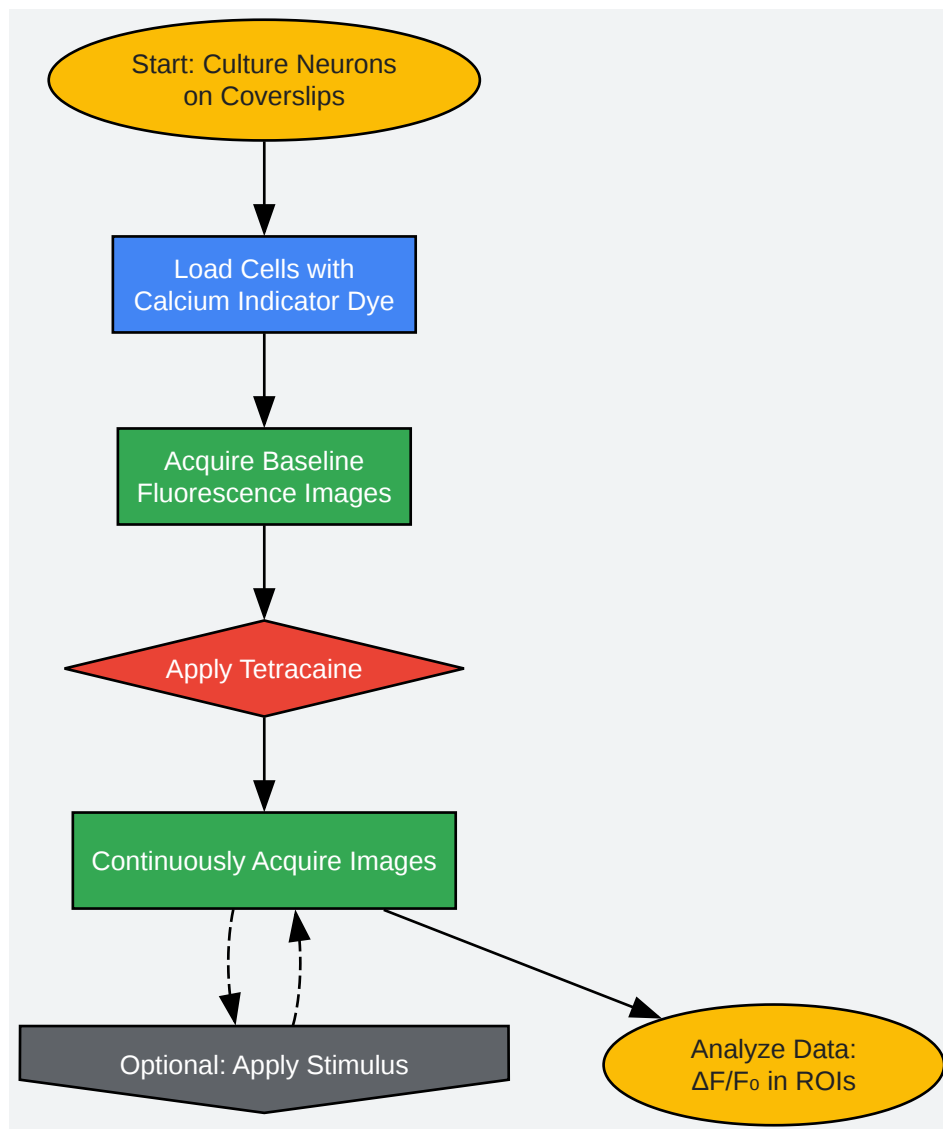 Start: Culture Neurons
on Coverslips
Load Cells with
Calcium Indicator Dye
Acquire Baseline
Fluorescence Images
Apply Tetracaine
Continuously Acquire Images
Optional: Apply Stimulus
Analyze Data:
ΔF/F₀ in ROIs